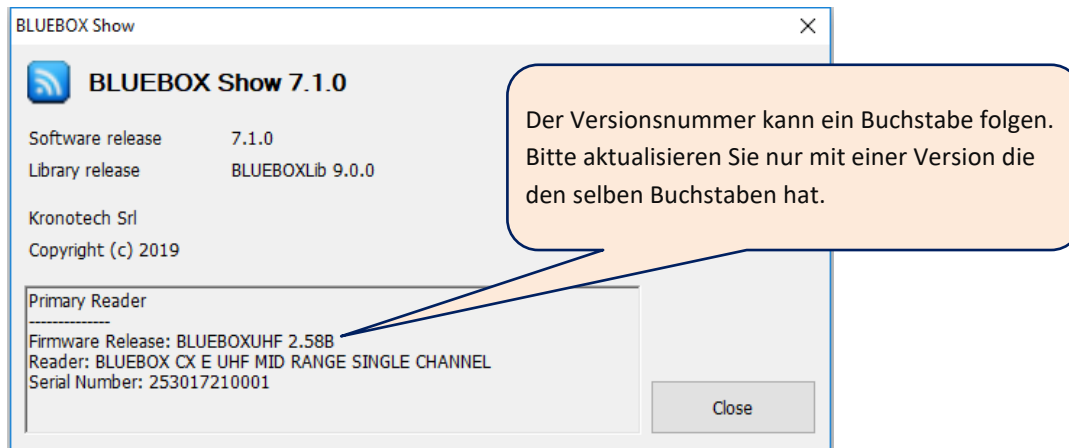 BLUEBOX Show
BLUEBOX Show 7.1.0
Software release 7.1.0
Library release BLUEBOXLib 9.0.0
Kronotech Srl
Copyright (c) 2019
Der Versionsnummer kann ein Buchstabe folgen.
Bitte aktualisieren Sie nur mit einer Version die
den selben Buchstaben hat.
Primary Reader
--------------
Firmware Release: BLUEBOXUHF 2.58B
Reader: BLUEBOX CX E UHF MID RANGE SINGLE CHANNEL
Serial Number: 253017210001
Close